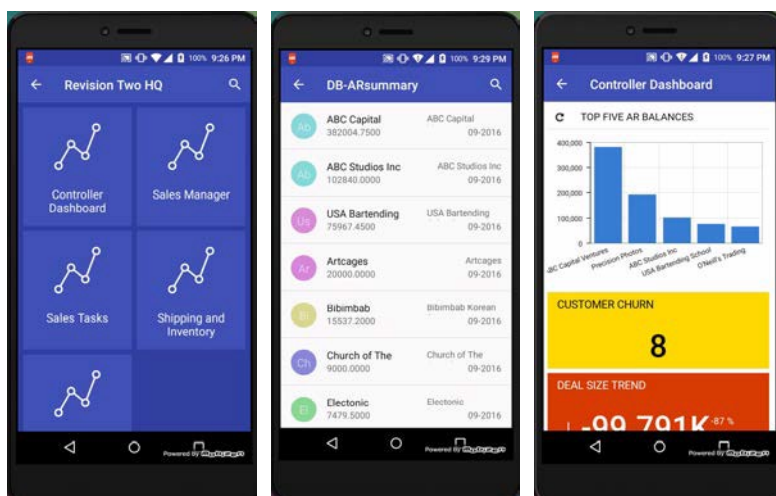 100% 9:26 PM
Revision Two HQ
Controller
Dashboard
Sales Manager
Sales Tasks
Shipping and
Inventory
Powered By
100% 9:29 PM
DB-ARsummary
Ab
ABC Capital
ABC Capital
382004.7500
09-2016
Ab
ABC Studios Inc
ABC Studios Inc
102840.0000
09-2016
Us
USA Bartending
USA Bartending
75967.4500
09-2016
Ar
Artcages
Artcages
20000.0000
09-2016
Bi
Bibimbab
Bibimbab Korean
15537.2000
09-2016
Ch
Church of The
Church of The
9000.0000
09-2016
El
Electonic
Electonic
7479.5000
09-2016
Powered By
100% 9:27 PM
Controller Dashboard
TOP FIVE AR BALANCES
400,000
300,000
200,000
100,000
0
BC Capital Ventures
Precision Photos
ABC Studios Inc
USA Bartending School
O'Neil's Trading
CUSTOMER CHURN
8
DEAL SIZE TREND
-99.791K
-87 %
Powered By